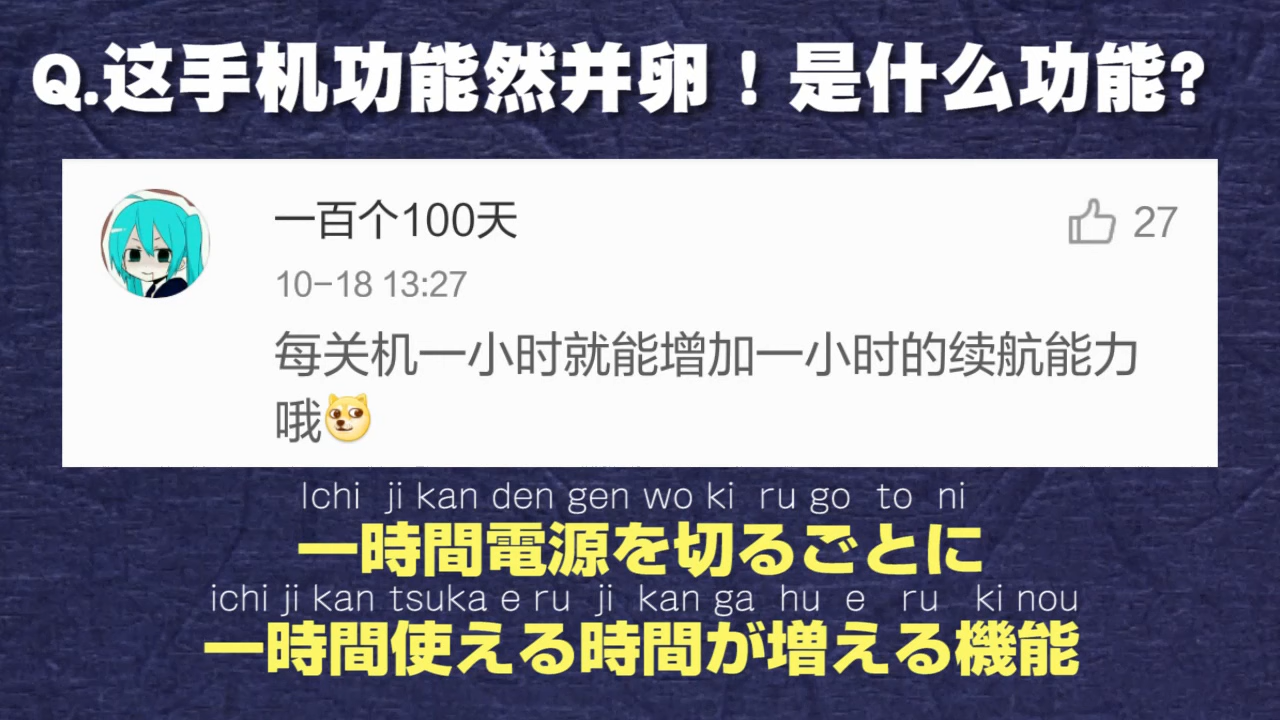 Q.这手机功能然并卵！是什么功能?
一百个100天
27
10-18 13:27
每关机一小时就能增加一小时的续航能力
哦
Ichi ji kan den gen wo ki ru go to ni
一時間電源を切るごとに
ichi ji kan tsuka e ru ji kan ga hu e ru ki nou
一時間使える時間が増える機能